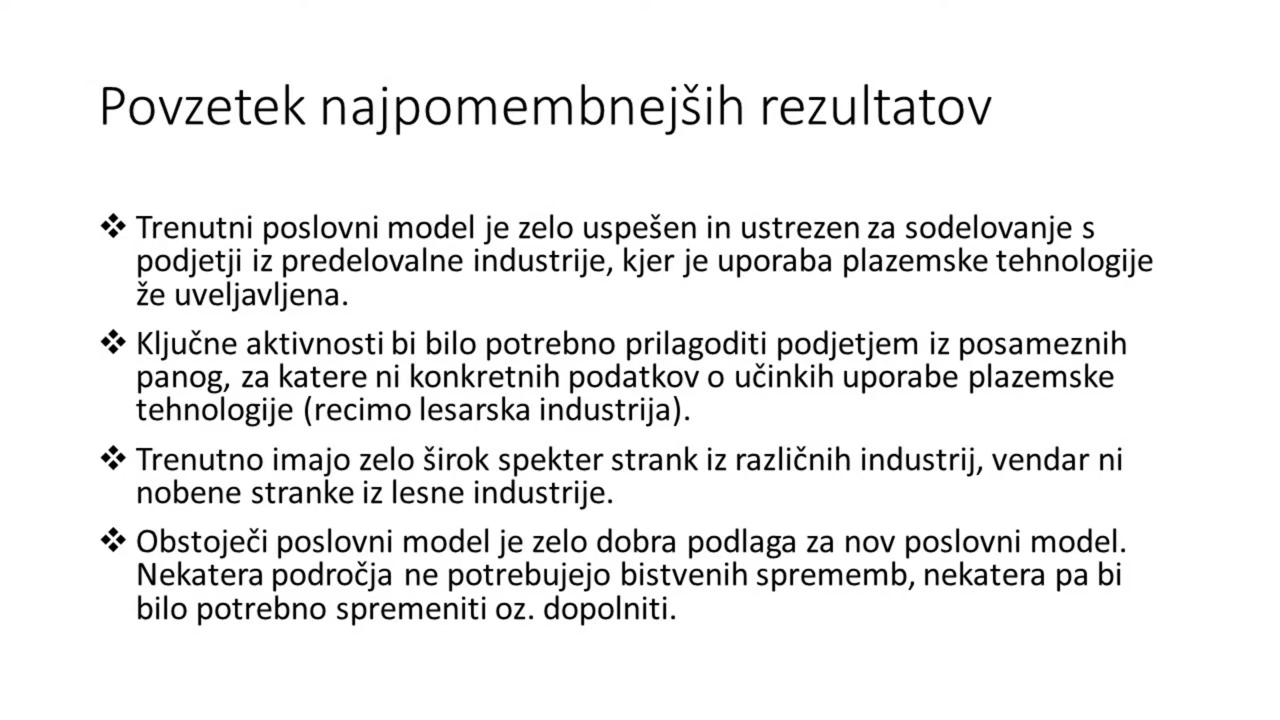 Povzetek najpomembnejših rezultatov
❖ Trenutni poslovni model je zelo uspešen in ustrezen za sodelovanje s
podjetji iz predelovalne industrije, kjer je uporaba plazemske tehnologije
že uveljavljena.
❖ Ključne aktivnosti bi bilo potrebno prilagoditi podjetjem iz posameznih
panog, za katere ni konkretnih podatkov o učinkih uporabe plazemske
tehnologije (recimo lesarska industrija).
❖ Trenutno imajo zelo širok spekter strank iz različnih industrij, vendar ni
nobene stranke iz lesne industrije.
❖ Obstoječi poslovni model je zelo dobra podlaga za nov poslovni model.
Nekatera področja ne potrebujejo bistvenih sprememb, nekatera pa bi
bilo potrebno spremeniti oz. dopolniti.